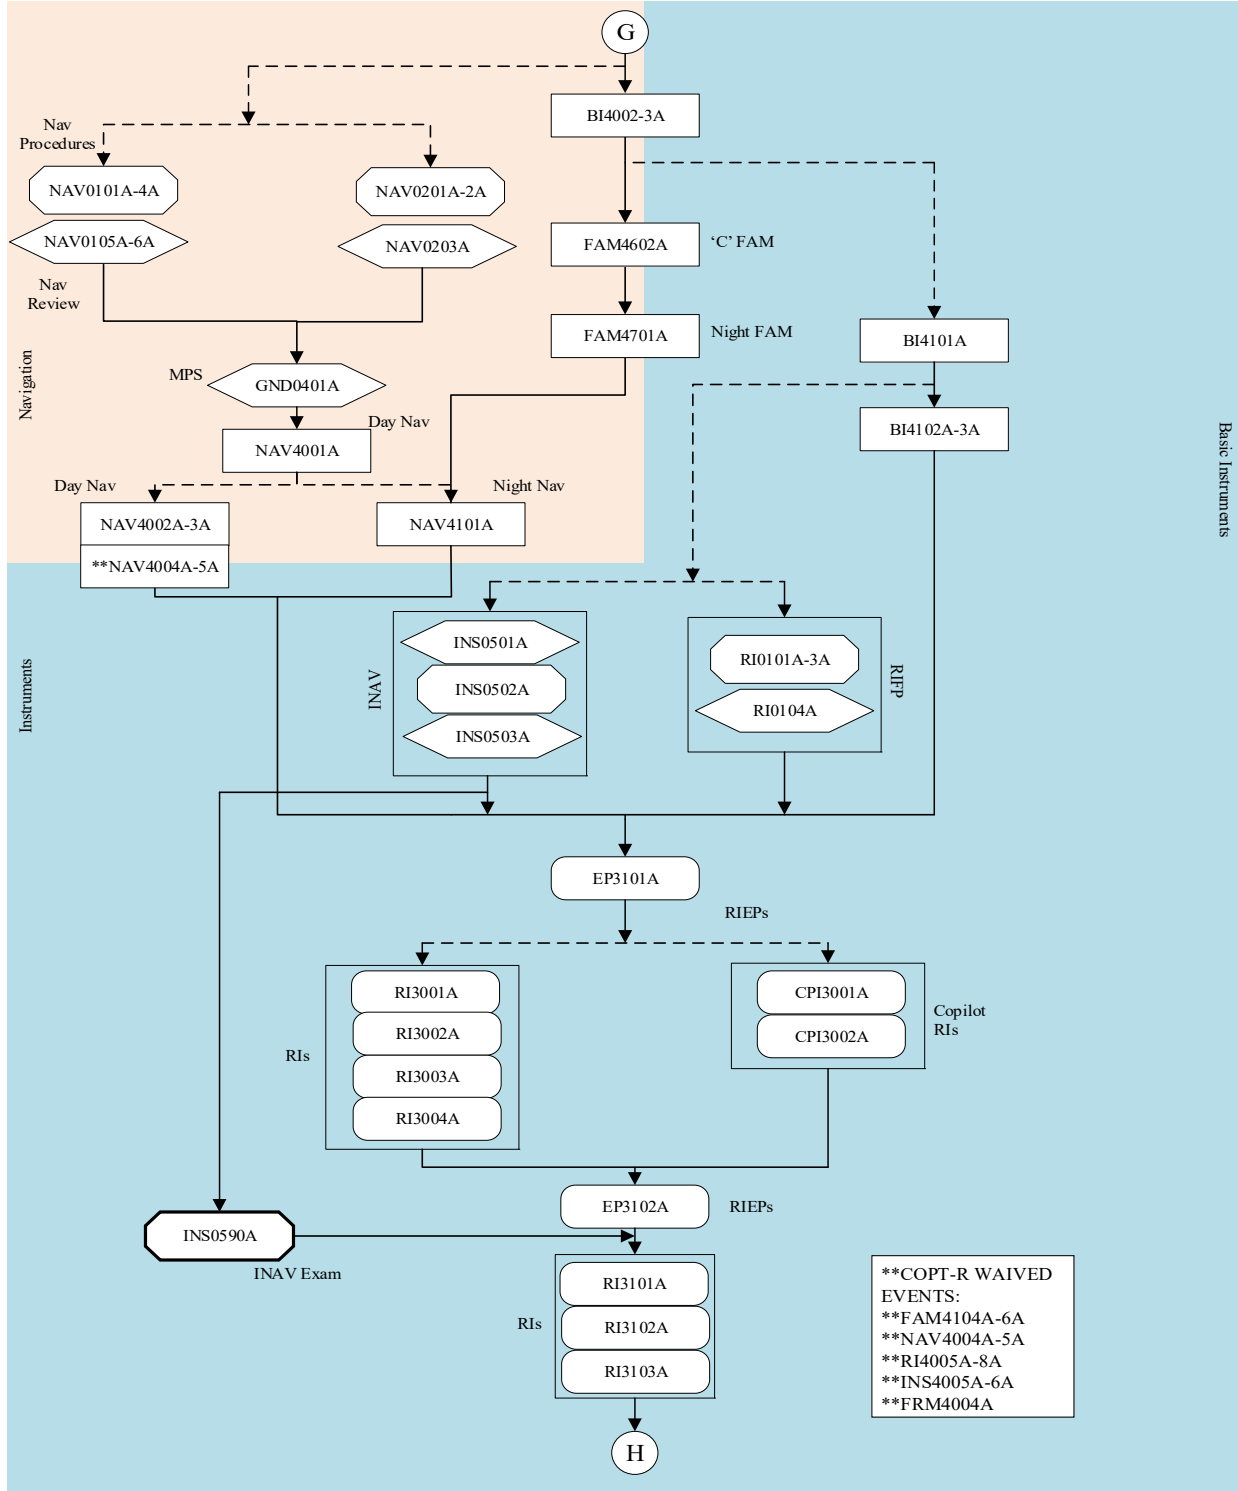 G
BI4002-3A
Nav
Procedures
NAV0101A-4A
NAV0201A-2A
NAV0105A-6A
NAV0203A
FAM4602A
‘C’ FAM
Nav
Review
FAM4701A
Night FAM
BI4101A
MPS
GND0401A
Navigation
Day Nav
BI4102A-3A
NAV4001A
Basic Instruments
Day Nav
Night Nav
NAV4002A-3A
NAV4101A
**NAV4004A-5A
INS0501A
INS0502A
INS0503A
INAV
RI0101A-3A
RI0104A
RIFP
Instruments
EP3101A
RIEPs
RI3001A
RI3002A
RI3003A
RI3004A
RIs
CPI3001A
CPI3002A
Copilot
RIs
EP3102A
RIEPs
INS0590A
INAV Exam
RI3101A
RI3102A
RI3103A
RIs
**COPT-R WAIVED
EVENTS:
**FAM4104A-6A
**NAV4004A-5A
**RI4005A-8A
**INS4005A-6A
**FRM4004A
H